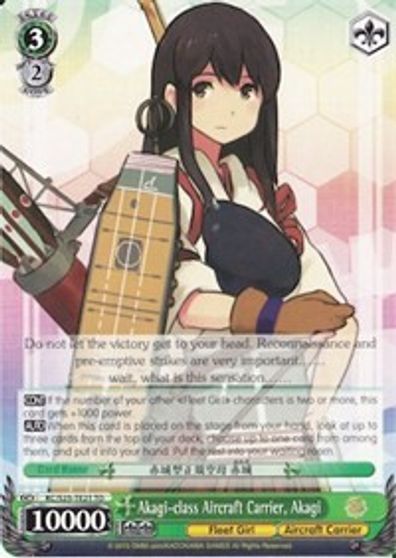 3
2
Do not let the victory get to your head. Reconnaissance and
pre-emptive strikes are very important……
wait, what is this sensation……
CONT If the number of your other «Fleet Girl» characters is two or more, this
card gets +1000 power.
AUTO When this card is placed on the stage from your hand, look at up to
three cards from the top of your deck, choose up to one card from among
them, put it into your hand, and put the rest into your waiting room.
Card Name 赤城型正規空母 赤城
10000
Akagi-class Aircraft Carrier, Akagi
Fleet Girl Aircraft Carrier